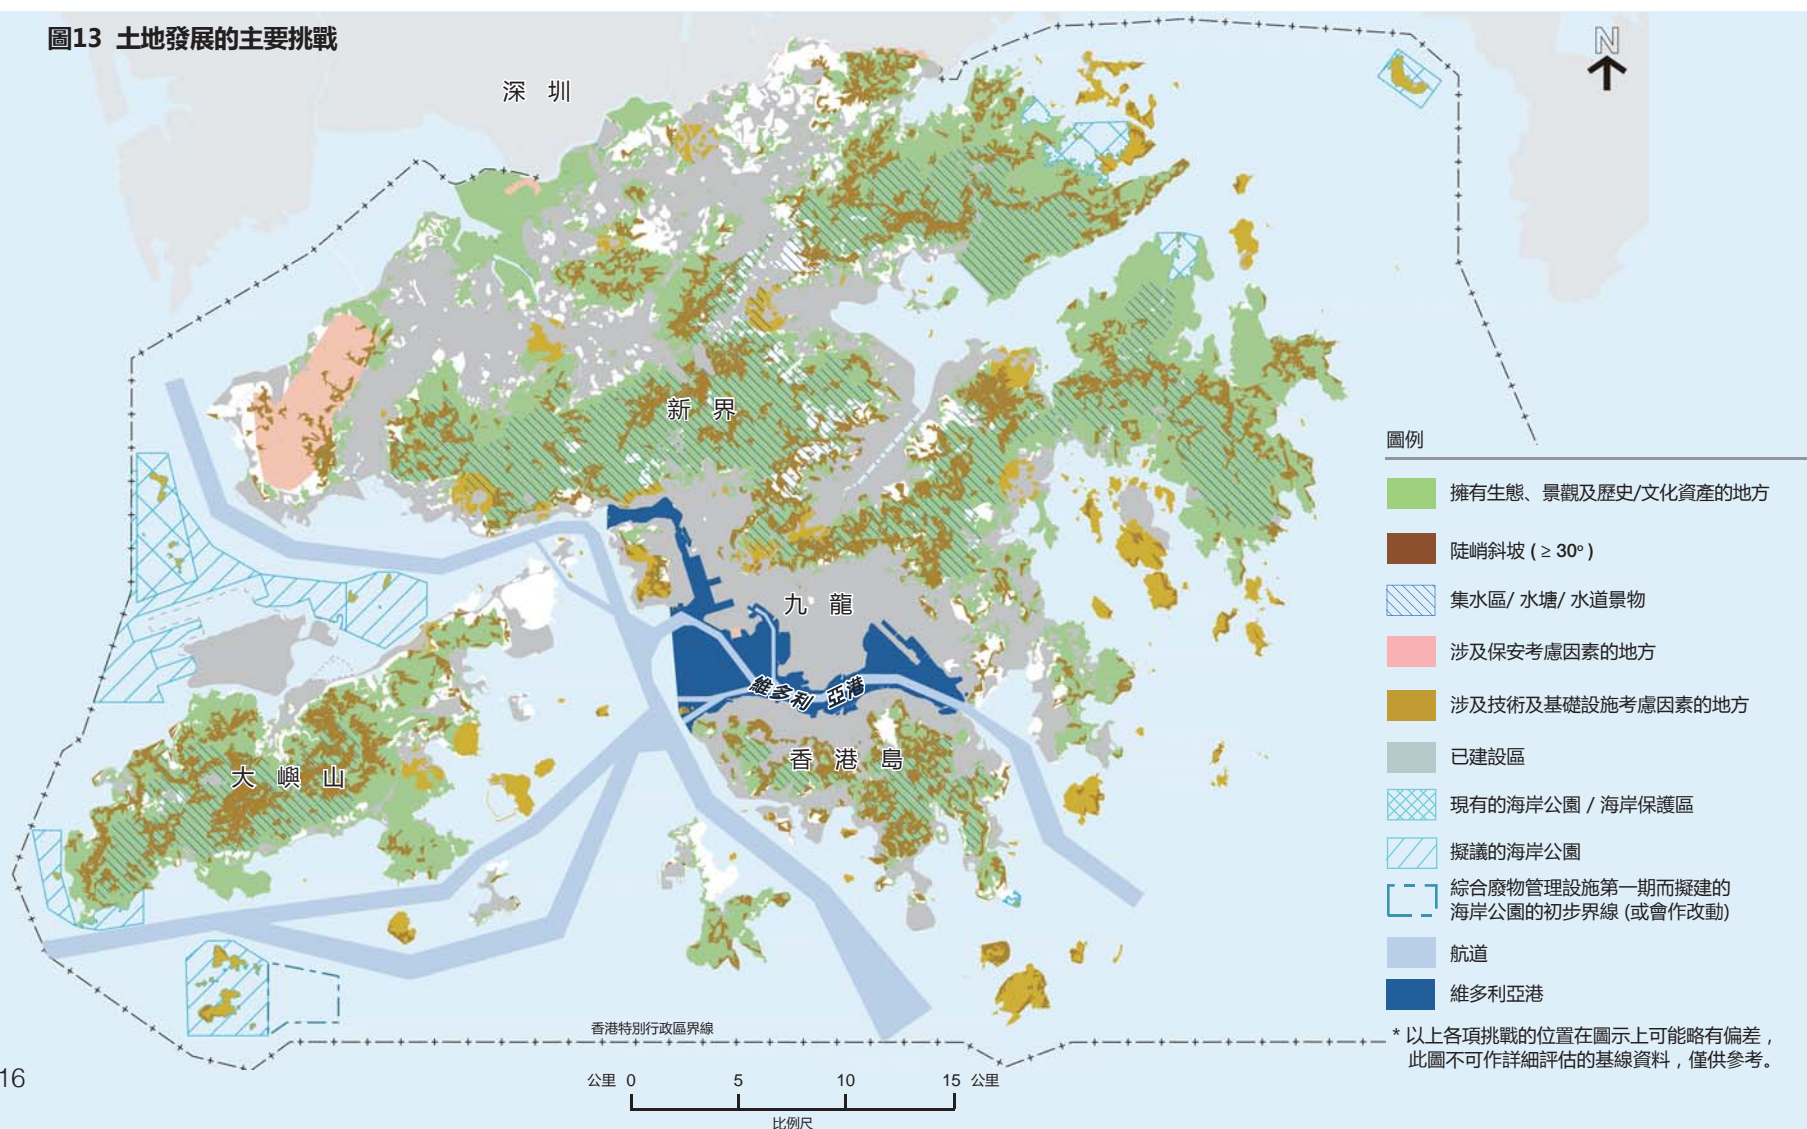 圖13 土地發展的主要挑戰
N
深 圳
新 界
九 龍
維多利 亞港
香 港 島
大 嶼 山
圖例
擁有生態、景觀及歷史/文化資產的地方
陡峭斜坡 ( ≥ 30º )
集水區/ 水塘/ 水道景物
涉及保安考慮因素的地方
涉及技術及基礎設施考慮因素的地方
已建設區
現有的海岸公園 / 海岸保護區
擬議的海岸公園
綜合廢物管理設施第一期而擬建的
海岸公園的初步界線 (或會作改動)
航道
維多利亞港
* 以上各項挑戰的位置在圖示上可能略有偏差，
此圖不可作詳細評估的基線資料，僅供參考。
香港特別行政區界線
16
公里 0 5 10 15 公里
比例尺